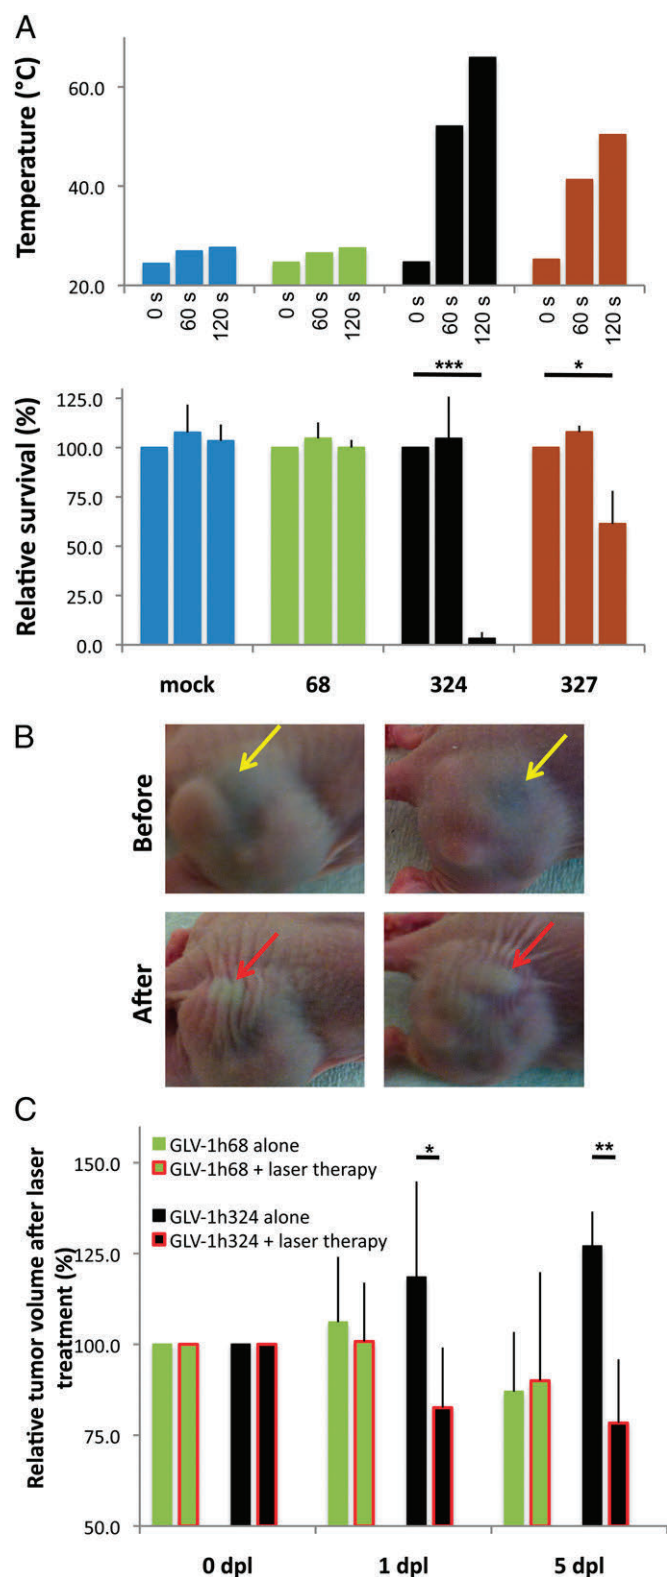 A
Temperature (°C)
60.0
40.0
20.0
0 s
60 s
120 s
0 s
60 s
120 s
0 s
60 s
120 s
0 s
60 s
120 s
Relative survival (%)
125.0
100.0
75.0
50.0
25.0
0.0
***
*
mock 68 324 327
B
Before
After
C
Relative tumor volume after laser
treatment (%)
150.0
125.0
100.0
75.0
50.0
GLV-1h68 alone
GLV-1h68 + laser therapy
GLV-1h324 alone
GLV-1h324 + laser therapy
*
**
0 dpl 1 dpl 5 dpl